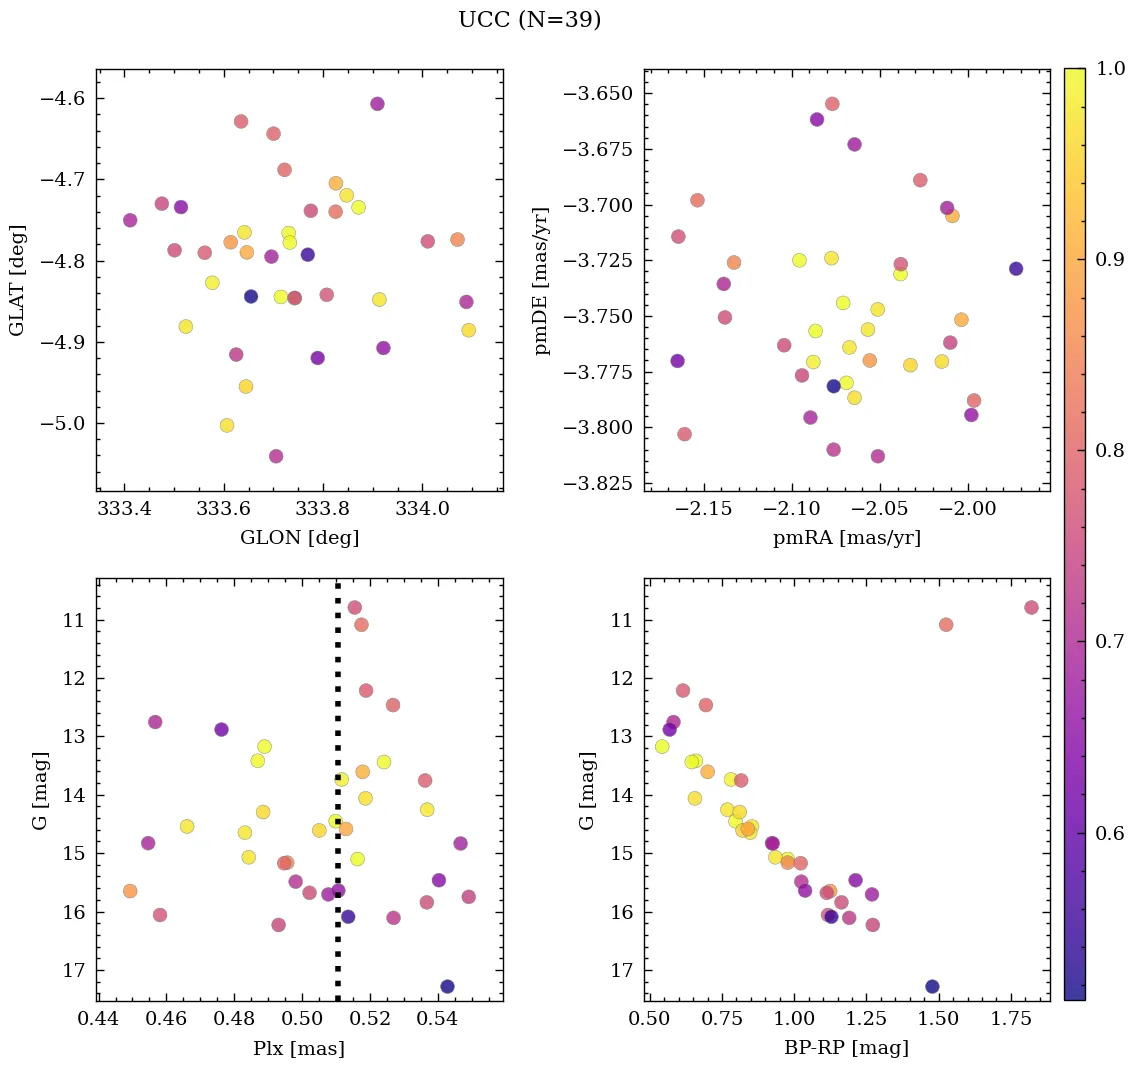 UCC (N=39)
−4.6
−4.7
−4.8
−4.9
−5.0
GLAT [deg]
333.4 333.6 333.8 334.0
GLON [deg]
−3.650
−3.675
−3.700
−3.725
−3.750
−3.775
−3.800
−3.825
pmDE [mas/yr]
−2.15 −2.10 −2.05 −2.00
pmRA [mas/yr]
1.0
0.9
0.8
0.7
0.6
11
12
13
14
15
16
17
G [mag]
0.44 0.46 0.48 0.50 0.52 0.54
Plx [mas]
11
12
13
14
15
16
17
G [mag]
0.50 0.75 1.00 1.25 1.50 1.75
BP-RP [mag]